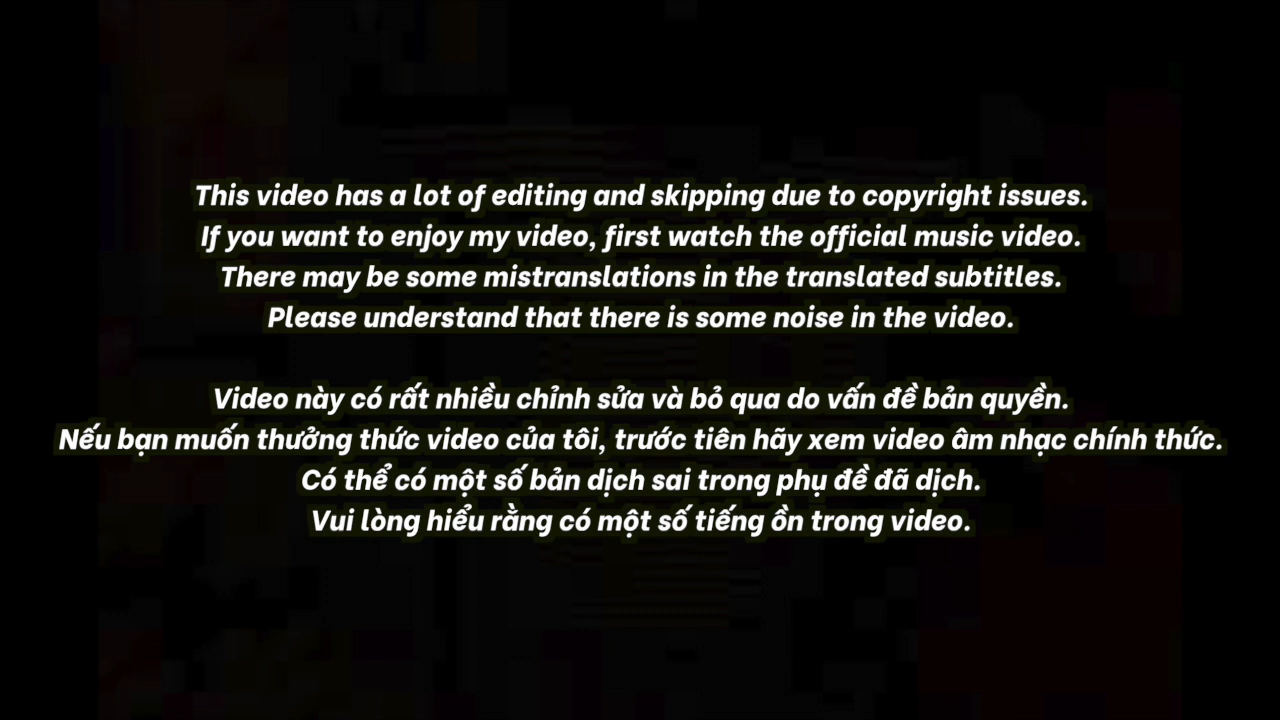 This video has a lot of editing and skipping due to copyright issues.
If you want to enjoy my video, first watch the official music video.
There may be some mistranslations in the translated subtitles.
Please understand that there is some noise in the video.
Video này có rất nhiều chỉnh sửa và bỏ qua do vấn đề bản quyền.
Nếu bạn muốn thưởng thức video của tôi, trước tiên hãy xem video âm nhạc chính thức.
Có thể có một số bản dịch sai trong phụ đề đã dịch.
Vui lòng hiểu rằng có một số tiếng ồn trong video.